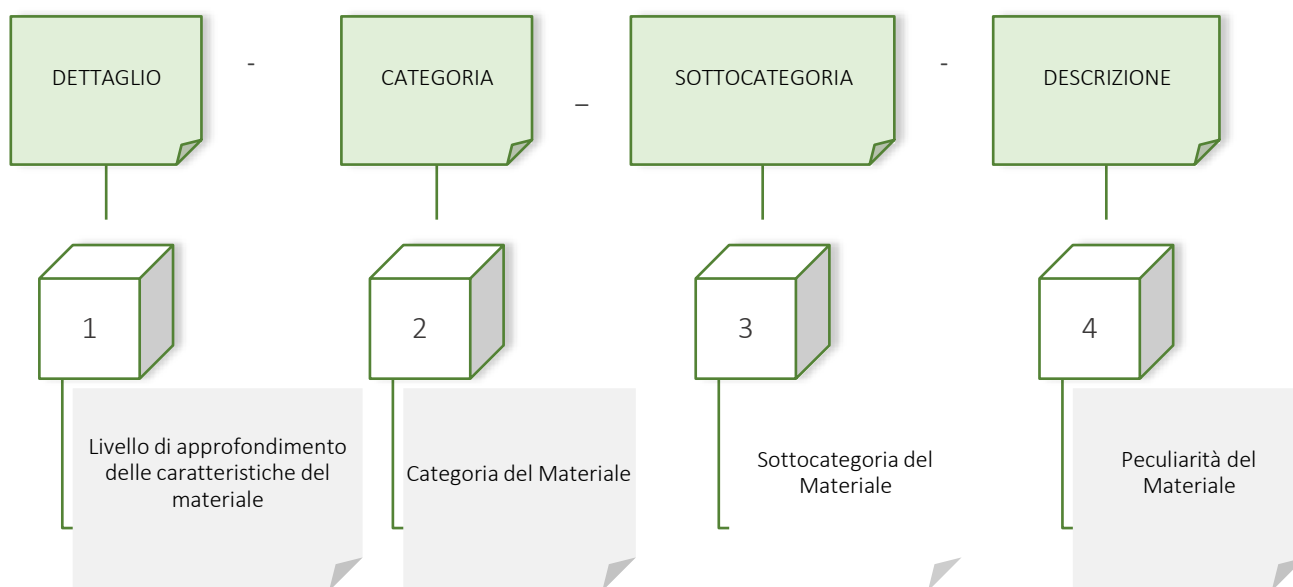 DETTAGLIO - CATEGORIA – SOTTOCATEGORIA - DESCRIZIONE
1 2 3 4
Livello di approfondimento
delle caratteristiche del
materiale
Categoria del Materiale
Sottocategoria del
Materiale
Peculiarità del
Materiale